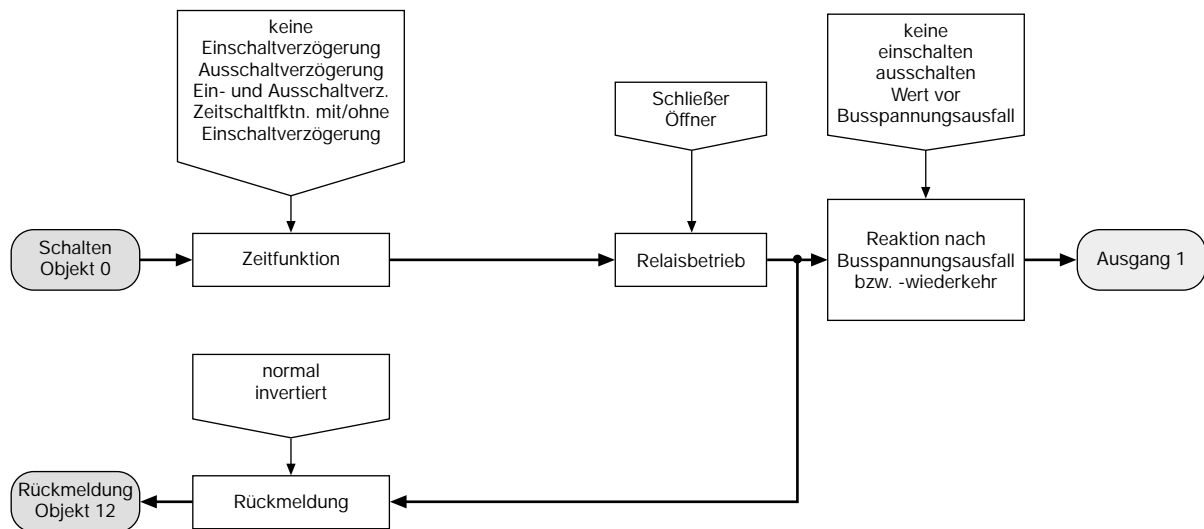 keine
Einschaltverzögerung
Ausschaltverzögerung
Ein- und Ausschaltverz.
Zeitschaltfktn. mit/ohne
Einschaltverzögerung
Schließer
Öffner
keine
einschalten
ausschalten
Wert vor
Busspannungsausfall
Schalten
Objekt 0
Zeitfunktion
Relaisbetrieb
Reaktion nach
Busspannungsausfall
bzw. -wiederkehr
Ausgang 1
normal
invertiert
Rückmeldung
Objekt 12
Rückmeldung